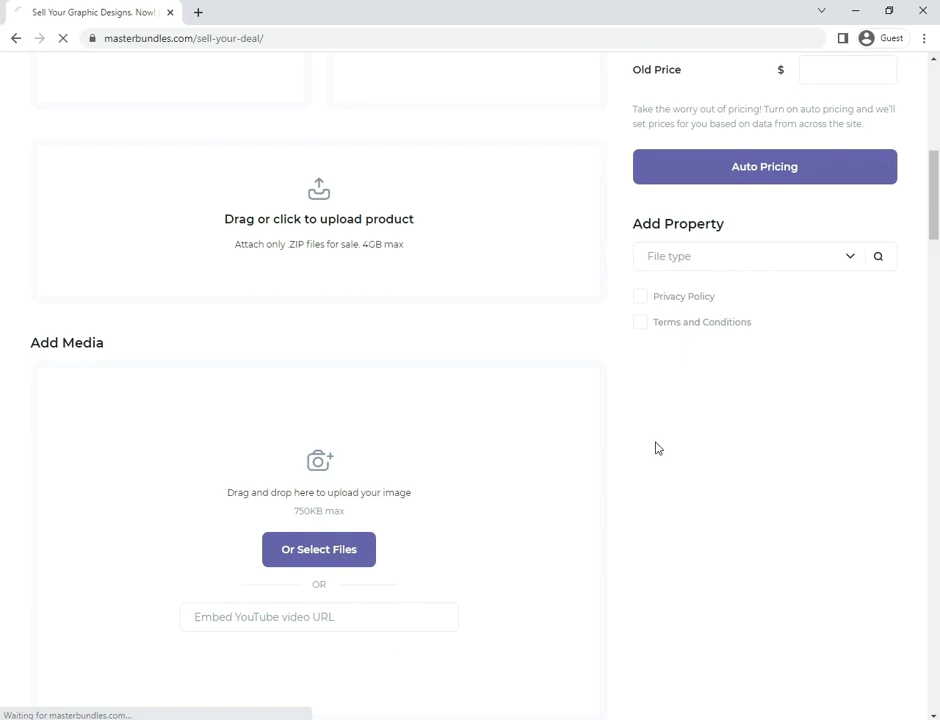 Sell Your Graphic Designs. Now!
Guest
masterbundles.com/sell-your-deal/
Old Price $
Take the worry out of pricing! Turn on auto pricing and we'll
set prices for you based on data from across the site.
Auto Pricing
Drag or click to upload product
Attach only .ZIP files for sale. 4GB max
Add Property
File type
Privacy Policy
Terms and Conditions
Add Media
Drag and drop here to upload your image
750KB max
Or Select Files
OR
Embed YouTube video URL
Waiting for masterbundles.com...